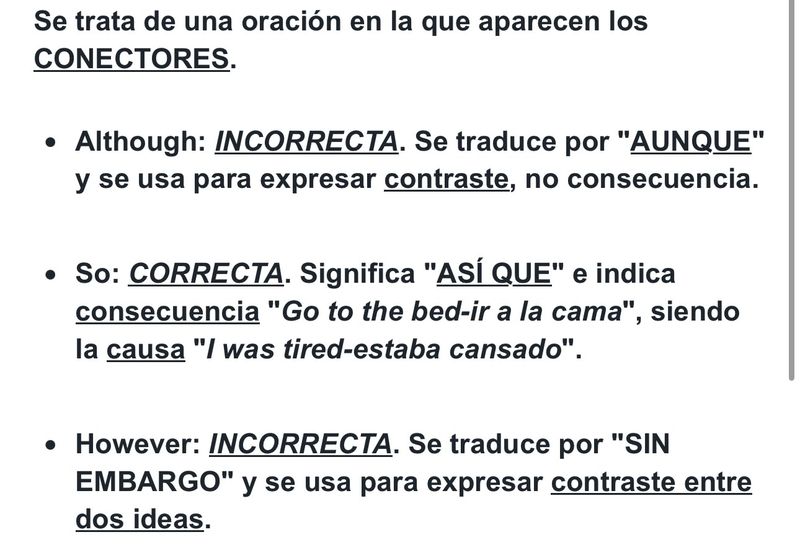 Se trata de una oración en la que aparecen los
CONECTORES.
• Although: INCORRECTA. Se traduce por "AUNQUE"
y se usa para expresar contraste, no consecuencia.
• So: CORRECTA. Significa "ASÍ QUE" e indica
consecuencia "Go to the bed-ir a la cama", siendo
la causa "I was tired-estaba cansado".
• However: INCORRECTA. Se traduce por "SIN
EMBARGO" y se usa para expresar contraste entre
dos ideas.